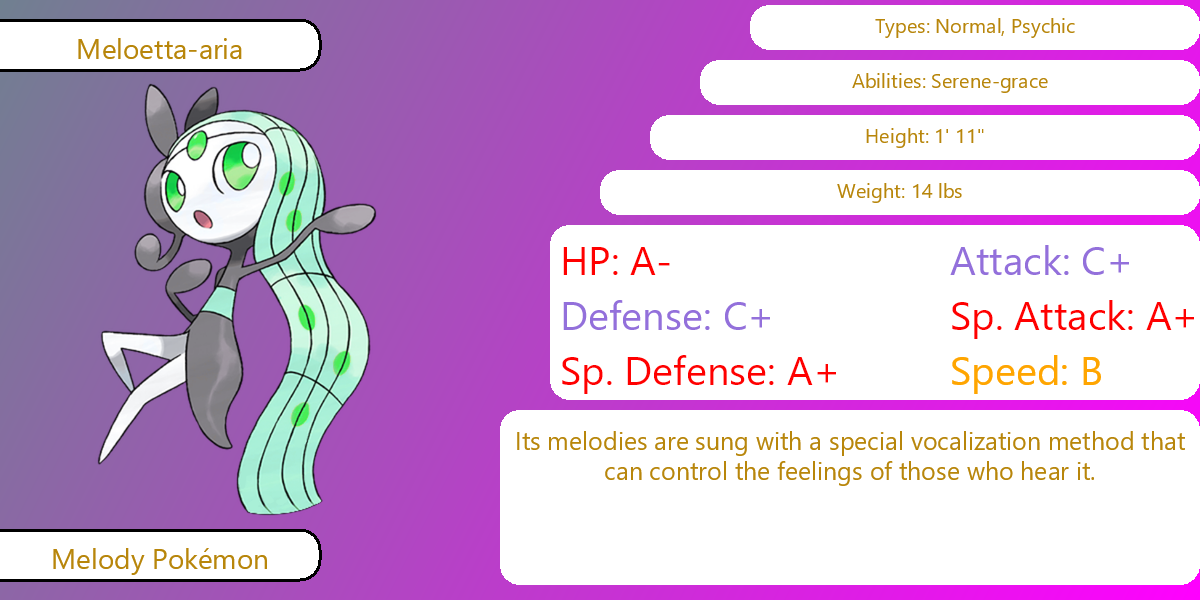 Meloetta-aria
Types: Normal, Psychic
Abilities: Serene-grace
Height: 1' 11"
Weight: 14 lbs
HP: A-
Attack: C+
Defense: C+
Sp. Attack: A+
Sp. Defense: A+
Speed: B
Its melodies are sung with a special vocalization method that
can control the feelings of those who hear it.
Melody Pokémon